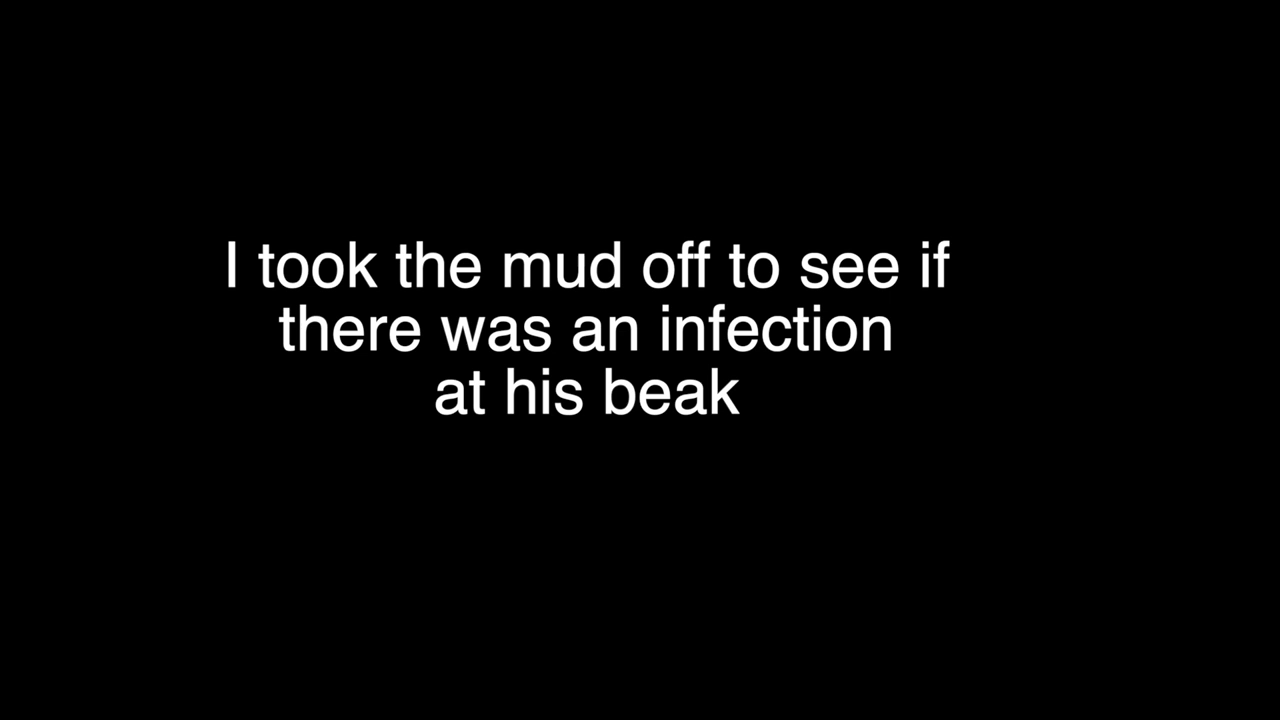 I took the mud off to see if
there was an infection
at his beak